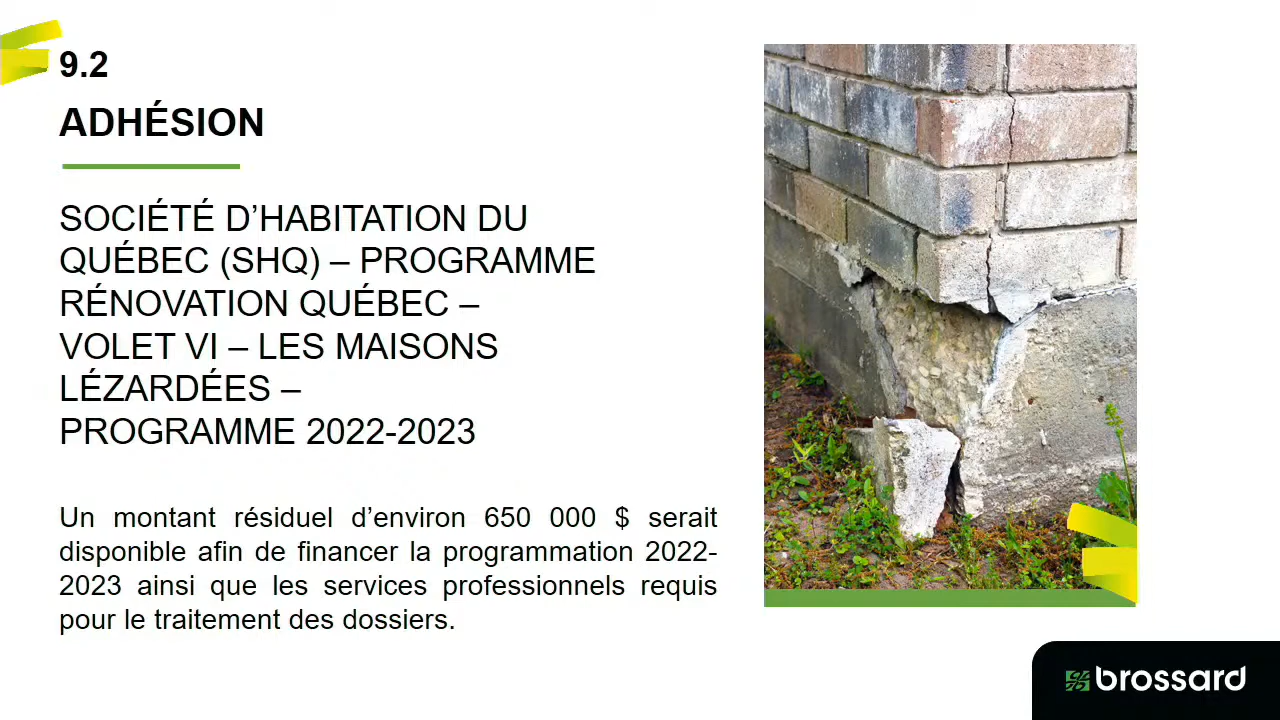 9.2
ADHÉSION
SOCIÉTÉ D’HABITATION DU
QUÉBEC (SHQ) – PROGRAMME
RÉNOVATION QUÉBEC –
VOLET VI – LES MAISONS
LÉZARDÉES –
PROGRAMME 2022-2023
Un montant résiduel d’environ 650 000 $ serait
disponible afin de financer la programmation 2022-
2023 ainsi que les services professionnels requis
pour le traitement des dossiers.
brossard